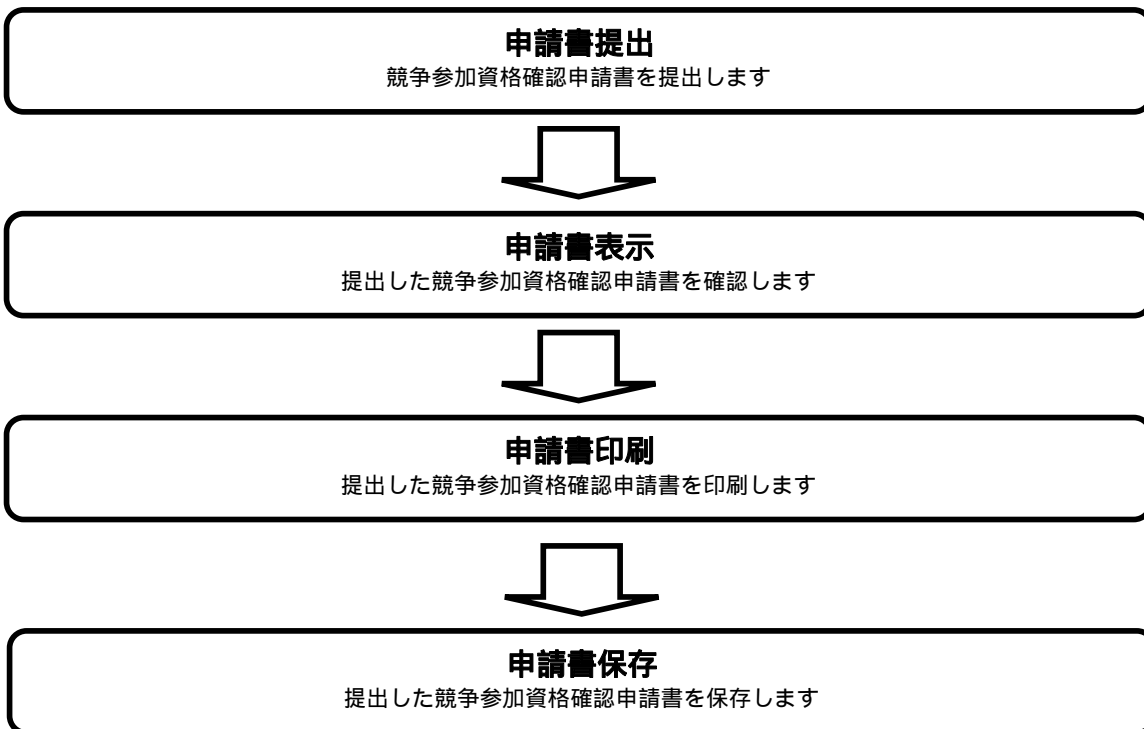 申請書提出
競争参加資格確認申請書を提出します
申請書表示
提出した競争参加資格確認申請書を確認します
申請書印刷
提出した競争参加資格確認申請書を印刷します
申請書保存
提出した競争参加資格確認申請書を保存します